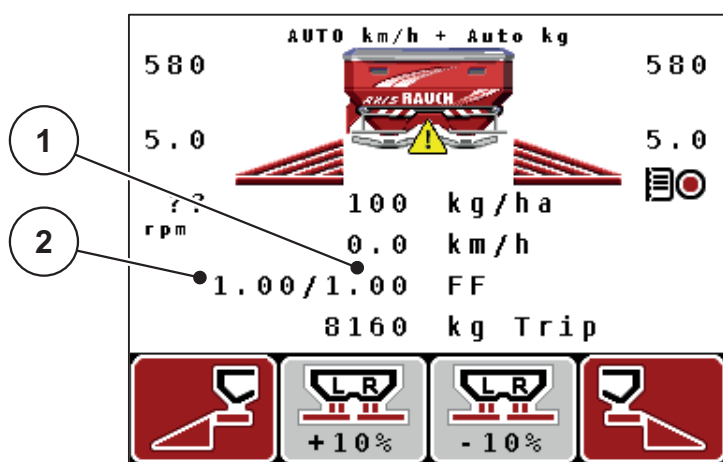 AUTO km/h + Auto kg
580 580
AXIS RAUCH
1
5.0 5.0
?? 100 kg/ha
rpm
2
0.0 km/h
1.00/1.00 FF
8160 kg Trip
L R L R
+10% -10%